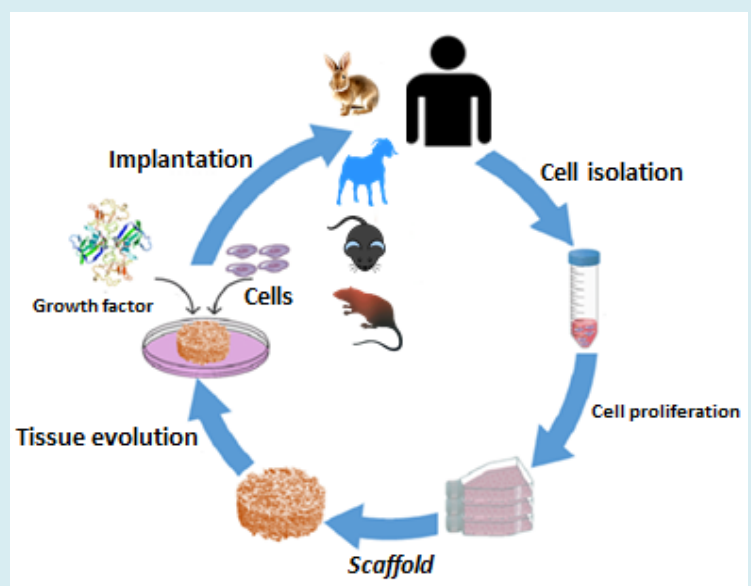 Implantation
Cell isolation
Growth factor
Cells
Cell proliferation
Tissue evolution
Scaffold